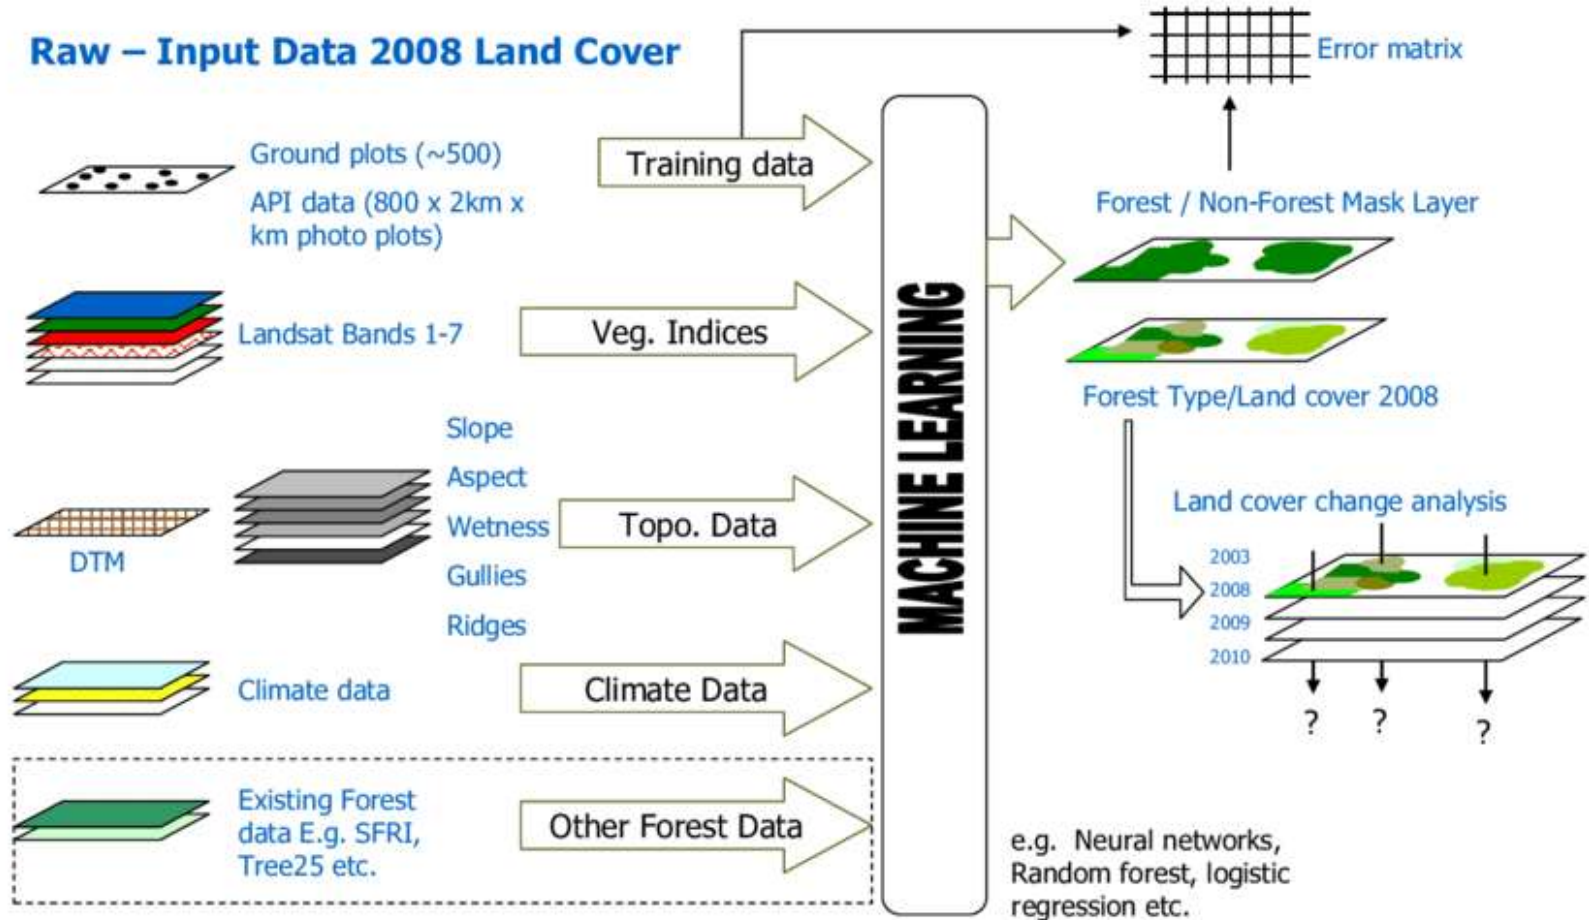 Raw – Input Data 2008 Land Cover
Error matrix
Ground plots (~500)
API data (800 x 2km x
km photo plots)
Training data
Forest / Non-Forest Mask Layer
Landsat Bands 1-7
Veg. Indices
MACHINE LEARNING
Forest Type/Land cover 2008
Slope
Aspect
Wetness
Gullies
Ridges
DTM
Topo. Data
Land cover change analysis
2003
2008
2009
2010
?
?
?
Climate data
Climate Data
Existing Forest
data E.g. SFRI,
Tree25 etc.
Other Forest Data
e.g. Neural networks,
Random forest, logistic
regression etc.